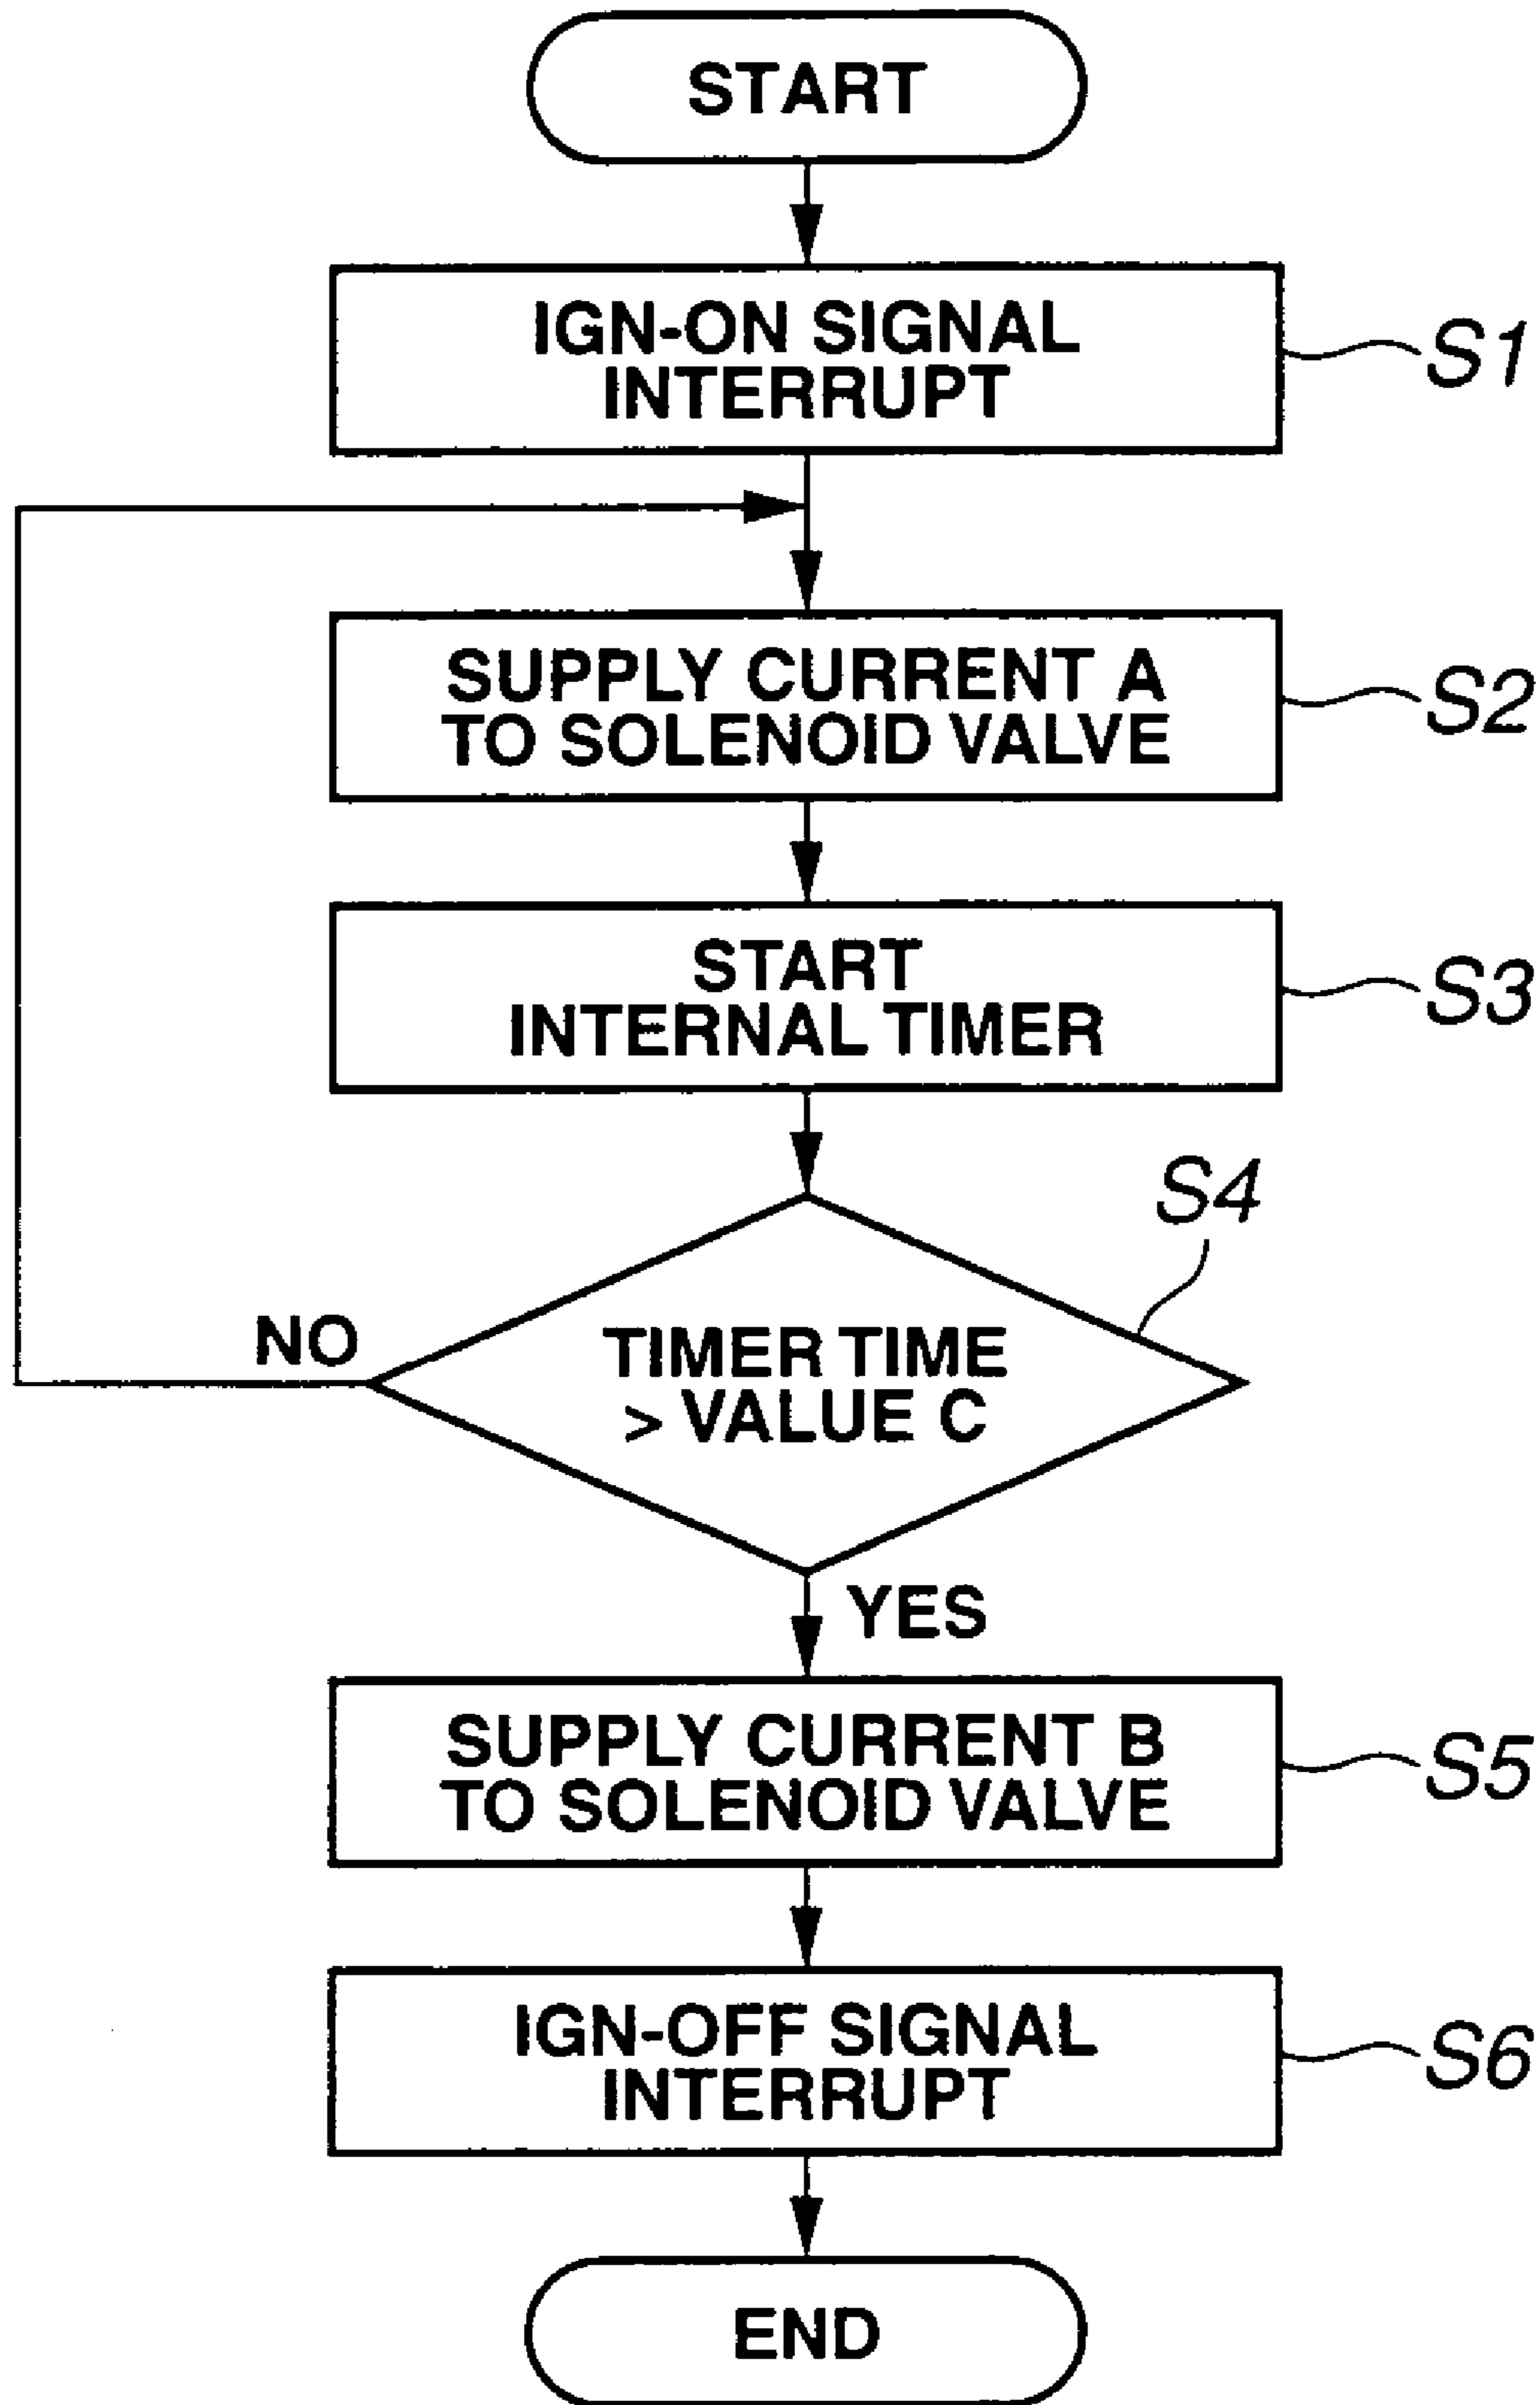 START
IGN-ON SIGNAL
INTERRUPT
S1
SUPPLY CURRENT A
TO SOLENOID VALVE
S2
START
INTERNAL TIMER
S3
S4
TIMER TIME
> VALUE C
NO
YES
SUPPLY CURRENT B
TO SOLENOID VALVE
S5
IGN-OFF SIGNAL
INTERRUPT
S6
END